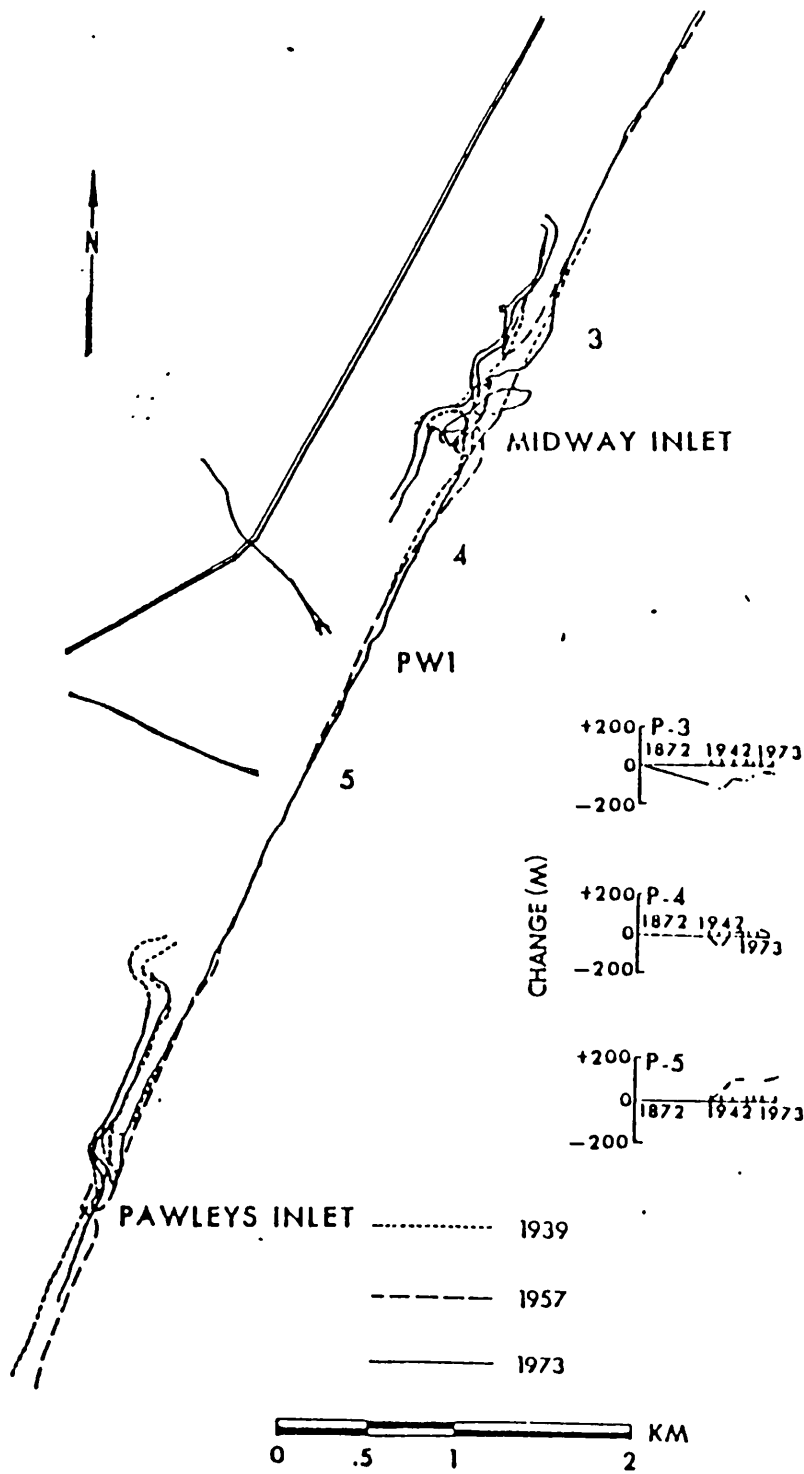 N
3
MIDWAY INLET
4
PW1
5
+200 P-3
1872 1942 1973
0
-200
CHANGE (M)
+200 P-4
1872 1942
0
1973
-200
+200 P-5
0
1872 1942 1973
-200
PAWLEYS INLET
1939
1957
1973
KM
0 .5 1 2